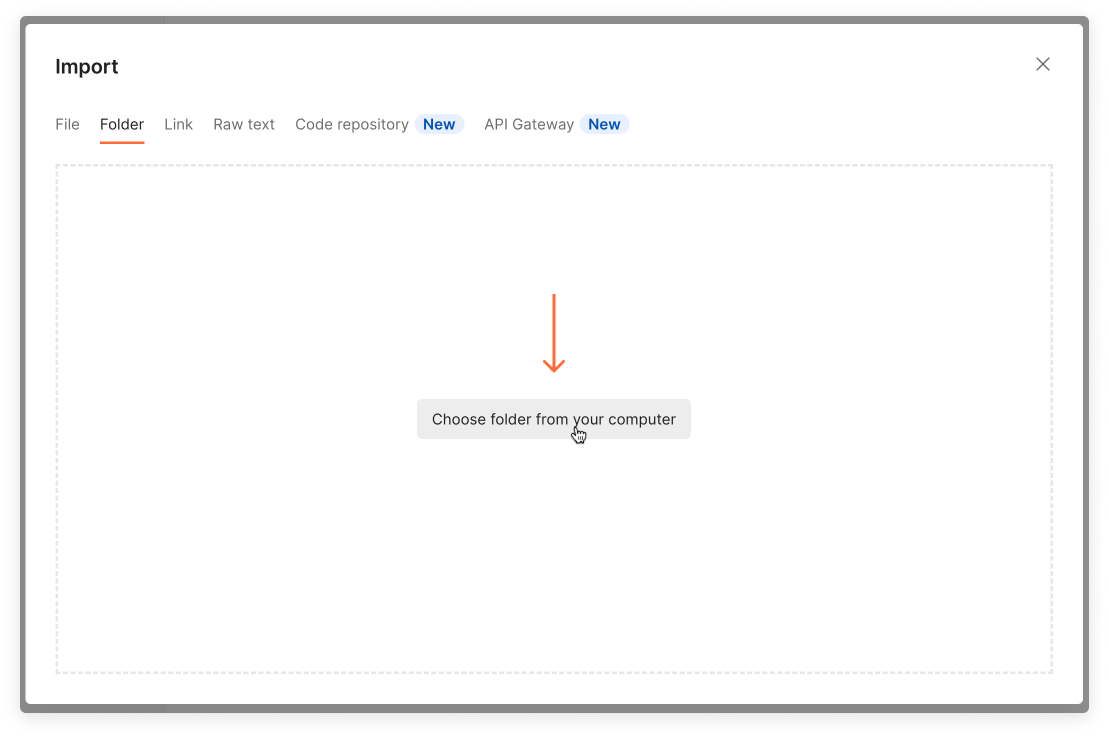 Import
File Folder Link Raw text Code repository New API Gateway New
Choose folder from your computer